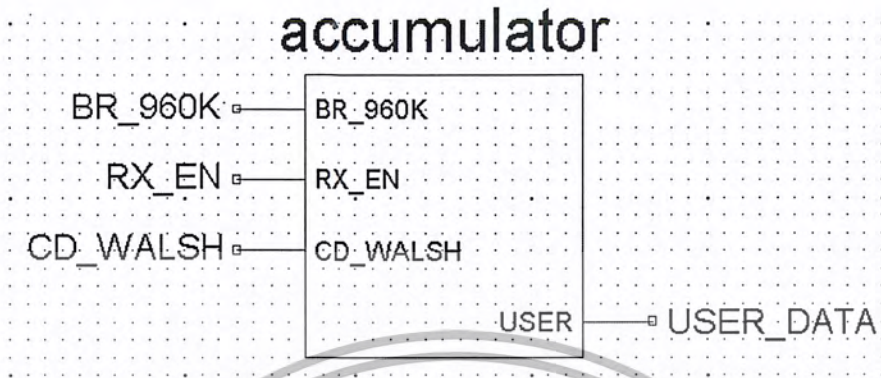 accumulator
BR_960K BR_960K
RX_EN RX_EN
CD_WALSH CD_WALSH
USER USER_DATA